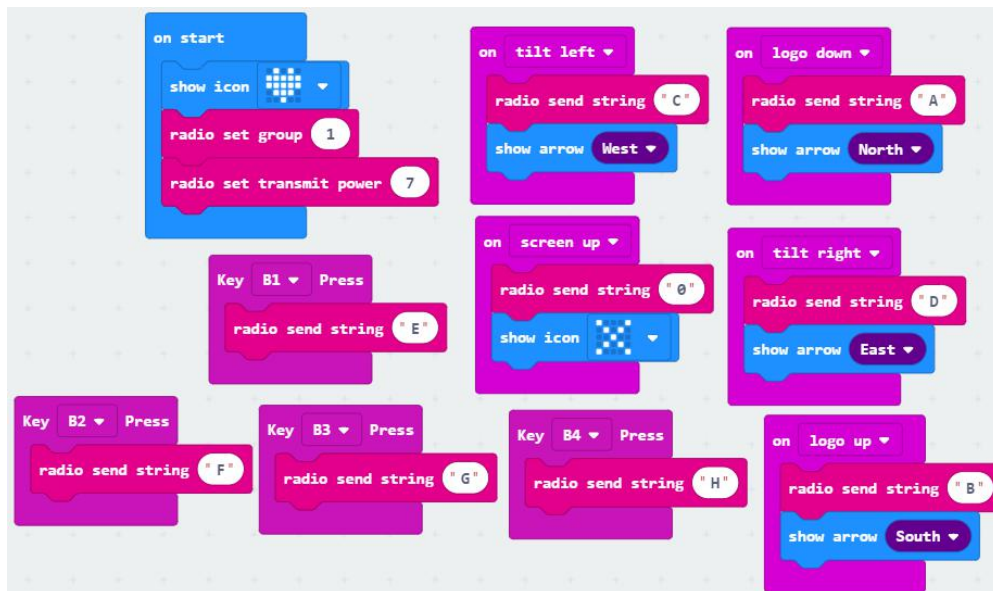 on start
show icon
radio set group 1
radio set transmit power 7
on tilt left
radio send string "C"
show arrow West
on logo down
radio send string "A"
show arrow North
on screen up
radio send string "0"
show icon
on tilt right
radio send string "D"
show arrow East
Key B1 Press
radio send string "E"
Key B2 Press
radio send string "F"
Key B3 Press
radio send string "G"
Key B4 Press
radio send string "H"
on logo up
radio send string "B"
show arrow South